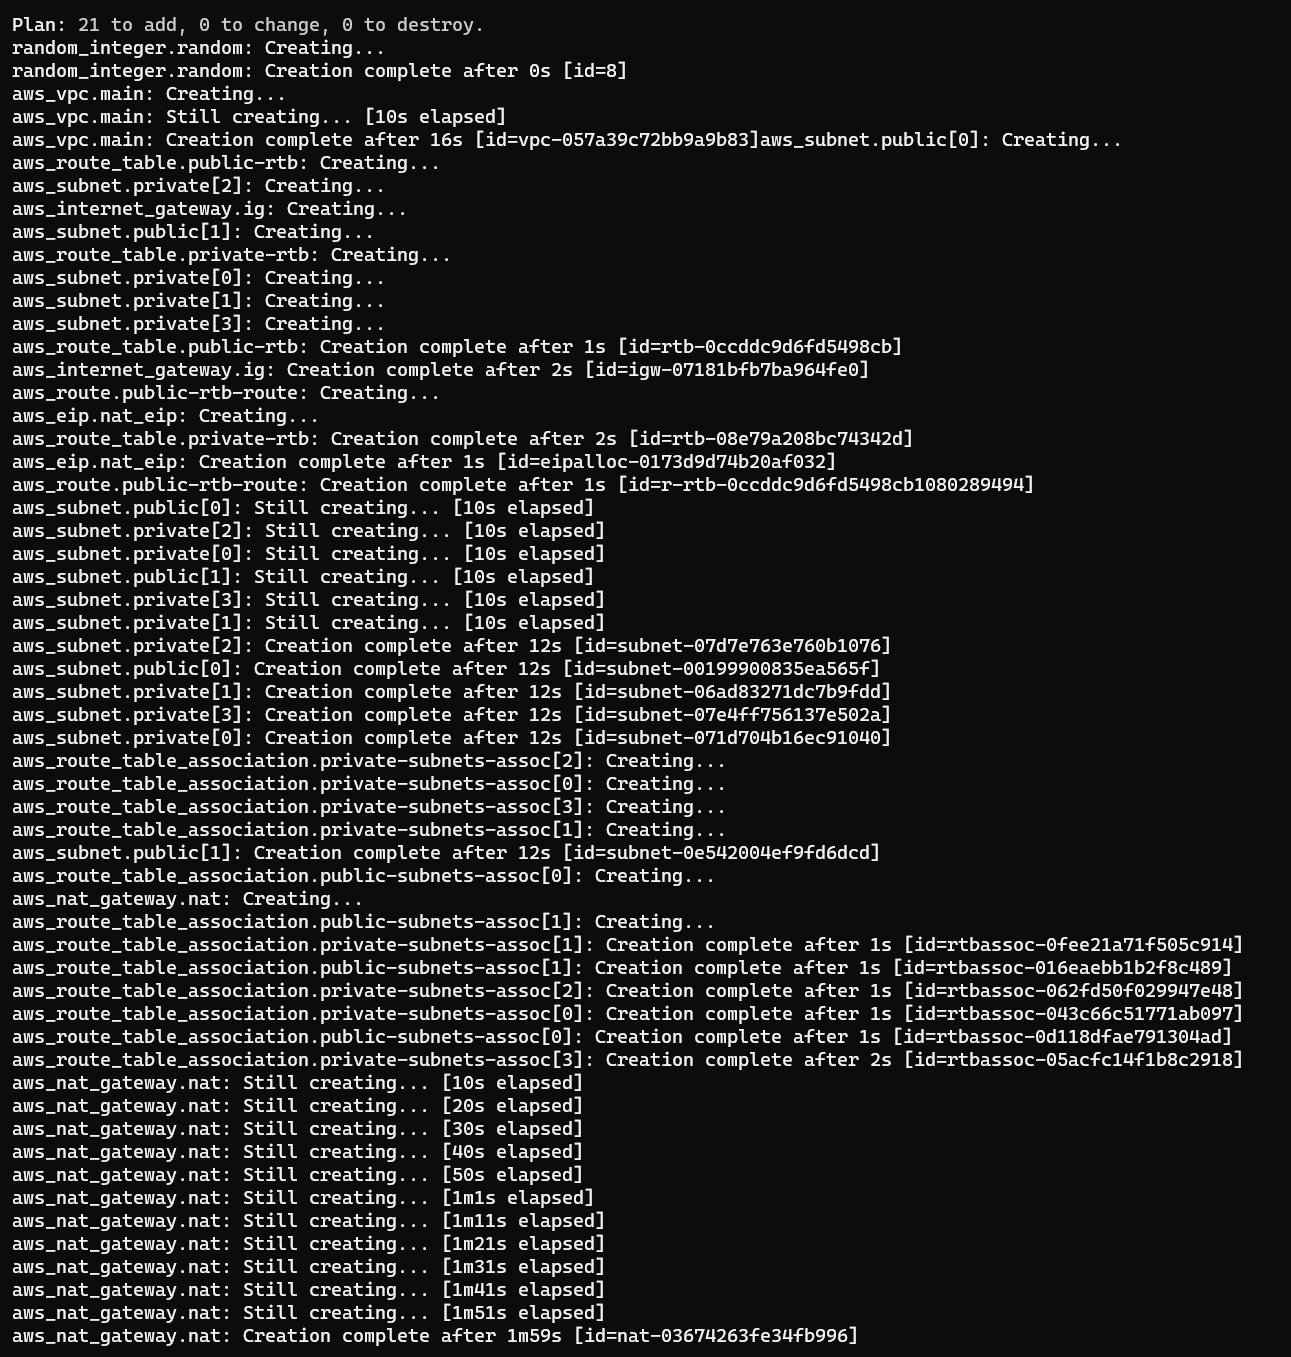 Plan: 21 to add, 0 to change, 0 to destroy.
random_integer.random: Creating...
random_integer.random: Creation complete after 0s [id=8]
aws_vpc.main: Creating...
aws_vpc.main: Still creating... [10s elapsed]
aws_vpc.main: Creation complete after 16s [id=vpc-057a39c72bb9a9b83]aws_subnet.public[0]: Creating...
aws_route_table.public-rtb: Creating...
aws_subnet.private[2]: Creating...
aws_internet_gateway.ig: Creating...
aws_subnet.public[1]: Creating...
aws_route_table.private-rtb: Creating...
aws_subnet.private[0]: Creating...
aws_subnet.private[1]: Creating...
aws_subnet.private[3]: Creating...
aws_route_table.public-rtb: Creation complete after 1s [id=rtb-0ccddc9d6fd5498cb]
aws_internet_gateway.ig: Creation complete after 2s [id=igw-07181bfb7ba964fe0]
aws_route.public-rtb-route: Creating...
aws_eip.nat_eip: Creating...
aws_route_table.private-rtb: Creation complete after 2s [id=rtb-08e79a208bc74342d]
aws_eip.nat_eip: Creation complete after 1s [id=eipalloc-0173d9d74b20af032]
aws_route.public-rtb-route: Creation complete after 1s [id=r-rtb-0ccddc9d6fd5498cb1080289494]
aws_subnet.public[0]: Still creating... [10s elapsed]
aws_subnet.private[2]: Still creating... [10s elapsed]
aws_subnet.private[0]: Still creating... [10s elapsed]
aws_subnet.public[1]: Still creating... [10s elapsed]
aws_subnet.private[3]: Still creating... [10s elapsed]
aws_subnet.private[1]: Still creating... [10s elapsed]
aws_subnet.private[2]: Creation complete after 12s [id=subnet-07d7e763e760b1076]
aws_subnet.public[0]: Creation complete after 12s [id=subnet-00199900835ea565f]
aws_subnet.private[1]: Creation complete after 12s [id=subnet-06ad83271dc7b9fdd]
aws_subnet.private[3]: Creation complete after 12s [id=subnet-07e4ff756137e502a]
aws_subnet.private[0]: Creation complete after 12s [id=subnet-071d704b16ec91040]
aws_route_table_association.private-subnets-assoc[2]: Creating...
aws_route_table_association.private-subnets-assoc[0]: Creating...
aws_route_table_association.private-subnets-assoc[3]: Creating...
aws_route_table_association.private-subnets-assoc[1]: Creating...
aws_subnet.public[1]: Creation complete after 12s [id=subnet-0e542004ef9fd6dcd]
aws_route_table_association.public-subnets-assoc[0]: Creating...
aws_nat_gateway.nat: Creating...
aws_route_table_association.public-subnets-assoc[1]: Creating...
aws_route_table_association.private-subnets-assoc[1]: Creation complete after 1s [id=rtbassoc-0fee21a71f505c914]
aws_route_table_association.public-subnets-assoc[1]: Creation complete after 1s [id=rtbassoc-016eaebb1b2f8c489]
aws_route_table_association.private-subnets-assoc[2]: Creation complete after 1s [id=rtbassoc-062fd50f029947e48]
aws_route_table_association.private-subnets-assoc[0]: Creation complete after 1s [id=rtbassoc-043c66c51771ab097]
aws_route_table_association.public-subnets-assoc[0]: Creation complete after 1s [id=rtbassoc-0d118dfae791304ad]
aws_route_table_association.private-subnets-assoc[3]: Creation complete after 2s [id=rtbassoc-05acfc14f1b8c2918]
aws_nat_gateway.nat: Still creating... [10s elapsed]
aws_nat_gateway.nat: Still creating... [20s elapsed]
aws_nat_gateway.nat: Still creating... [30s elapsed]
aws_nat_gateway.nat: Still creating... [40s elapsed]
aws_nat_gateway.nat: Still creating... [50s elapsed]
aws_nat_gateway.nat: Still creating... [1m1s elapsed]
aws_nat_gateway.nat: Still creating... [1m11s elapsed]
aws_nat_gateway.nat: Still creating... [1m21s elapsed]
aws_nat_gateway.nat: Still creating... [1m31s elapsed]
aws_nat_gateway.nat: Still creating... [1m41s elapsed]
aws_nat_gateway.nat: Still creating... [1m51s elapsed]
aws_nat_gateway.nat: Creation complete after 1m59s [id=nat-03674263fe34fb996]